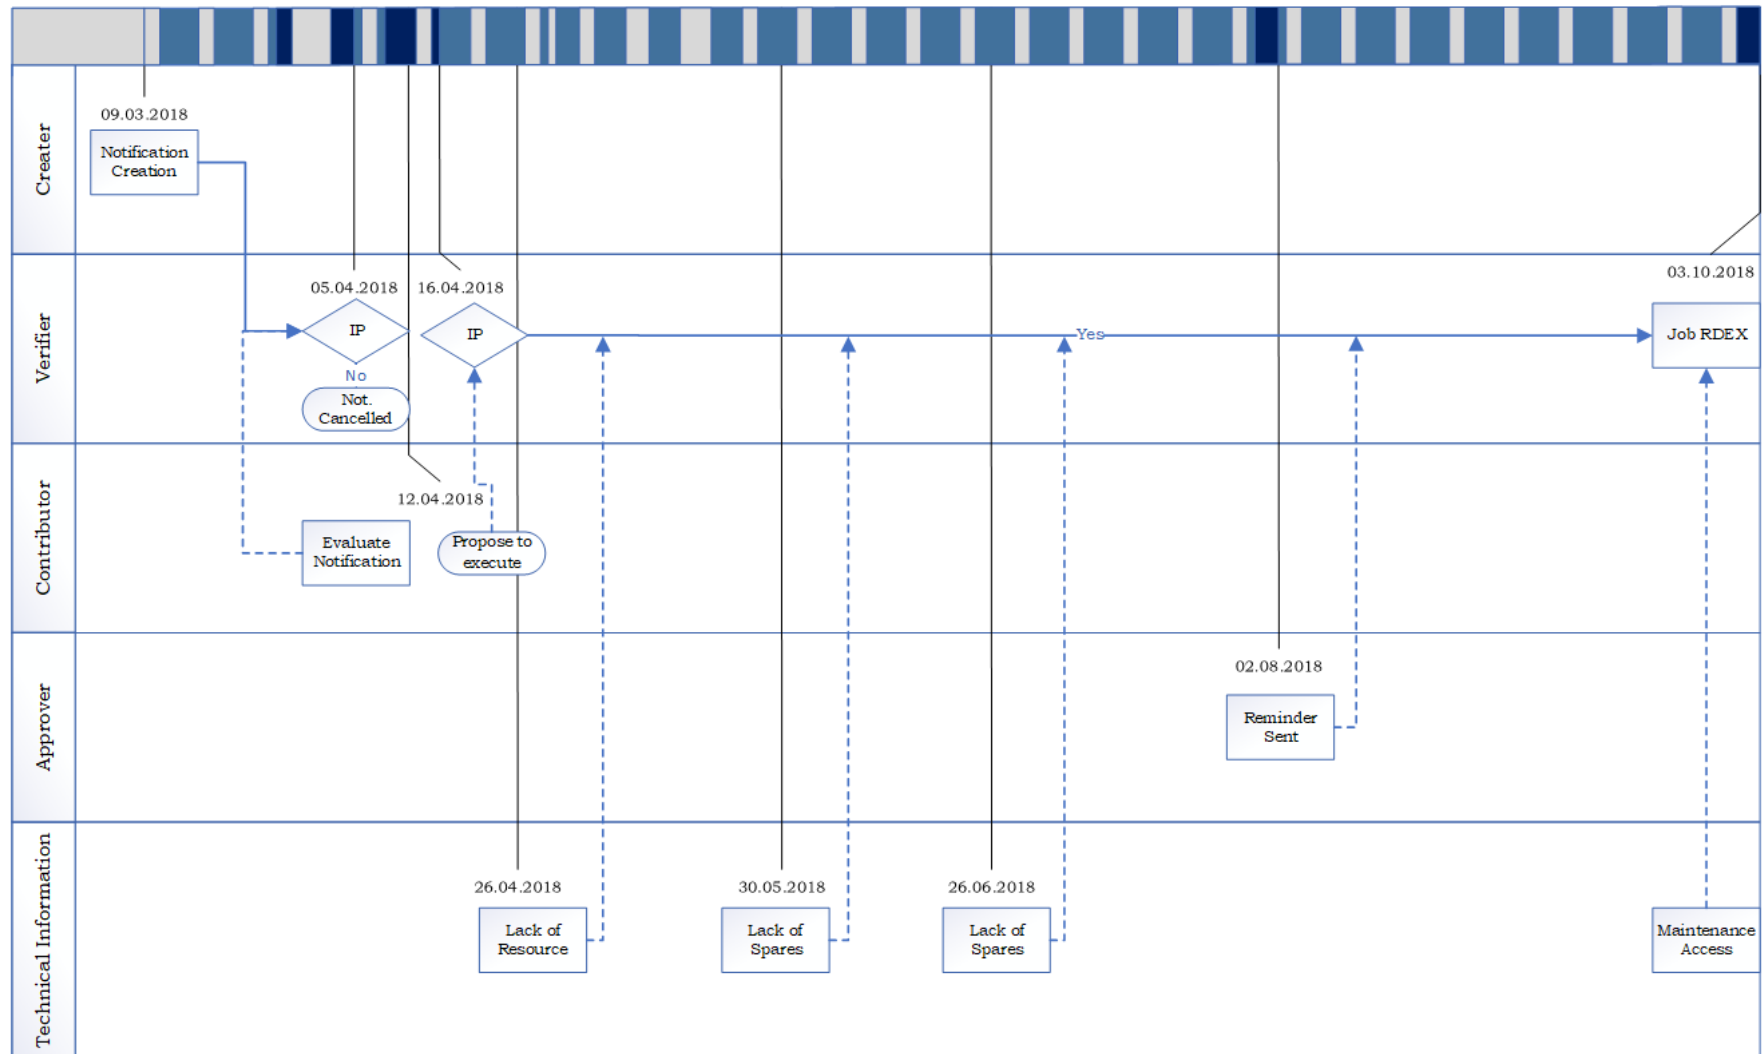 Creater
09.03.2018
Notification
Creation
Verifier
05.04.2018
IP
No
Not.
Cancelled
16.04.2018
IP
Yes
03.10.2018
Job RDEX
Contributor
12.04.2018
Evaluate
Notification
Propose to
execute
Approver
02.08.2018
Reminder
Sent
Technical Information
26.04.2018
Lack of
Resource
30.05.2018
Lack of
Spares
26.06.2018
Lack of
Spares
Maintenance
Access